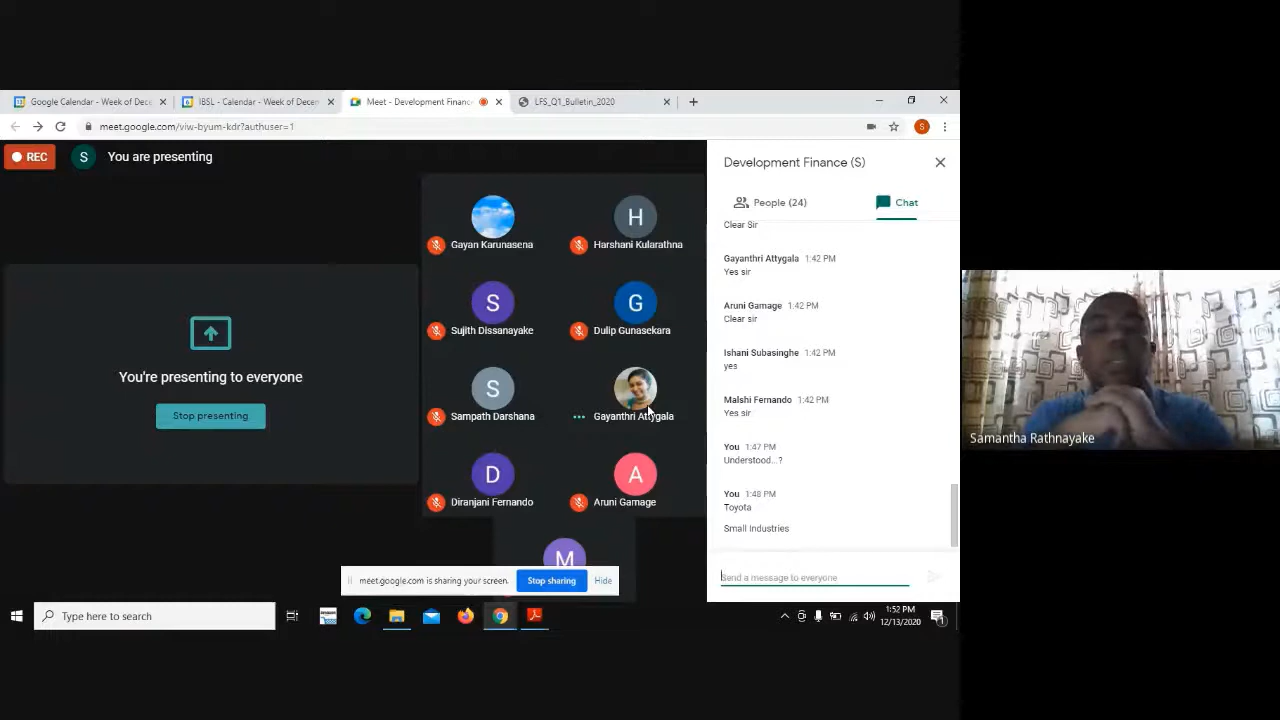 Google Calendar - Week of Dece
IBSL - Calendar - Week of Decem
Meet - Development Financ
LFS_Q1_Bulletin_2020
meet.google.com/viw-byum-kdr?authuser=1
S
REC
S
You are presenting
You're presenting to everyone
Stop presenting
Gayan Karunasena
H
Harshani Kularathna
S
Sujith Dissanayake
G
Dulip Gunasekara
S
Sampath Darshana
Gayanthri Attygala
D
Diranjani Fernando
A
Aruni Gamage
M
meet.google.com is sharing your screen.
Stop sharing
Hide
Development Finance (S)
People (24)
Chat
Clear Sir
Gayanthri Attygala 1:42 PM
Yes sir
Aruni Gamage 1:42 PM
Clear sir
Ishani Subasinghe 1:42 PM
yes
Malshi Fernando 1:42 PM
Yes sir
You 1:47 PM
Understood...?
You 1:48 PM
Toyota
Small Industries
Send a message to everyone
Samantha Rathnayake
Type here to search
1:52 PM
12/13/2020
1